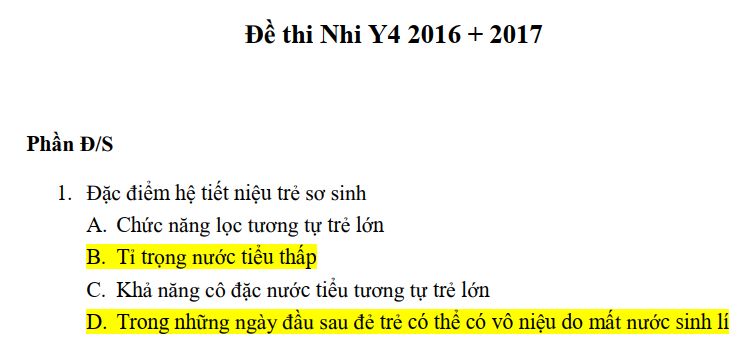 Đề thi Nhi Y4 2016 + 2017
Phần Đ/S
1. Đặc điểm hệ tiết niệu trẻ sơ sinh
A. Chức năng lọc tương tự trẻ lớn
B. Tỉ trọng nước tiểu thấp
C. Khả năng cô đặc nước tiểu tương tự trẻ lớn
D. Trong những ngày đầu sau đẻ trẻ có thể có vô niệu do mất nước sinh lí